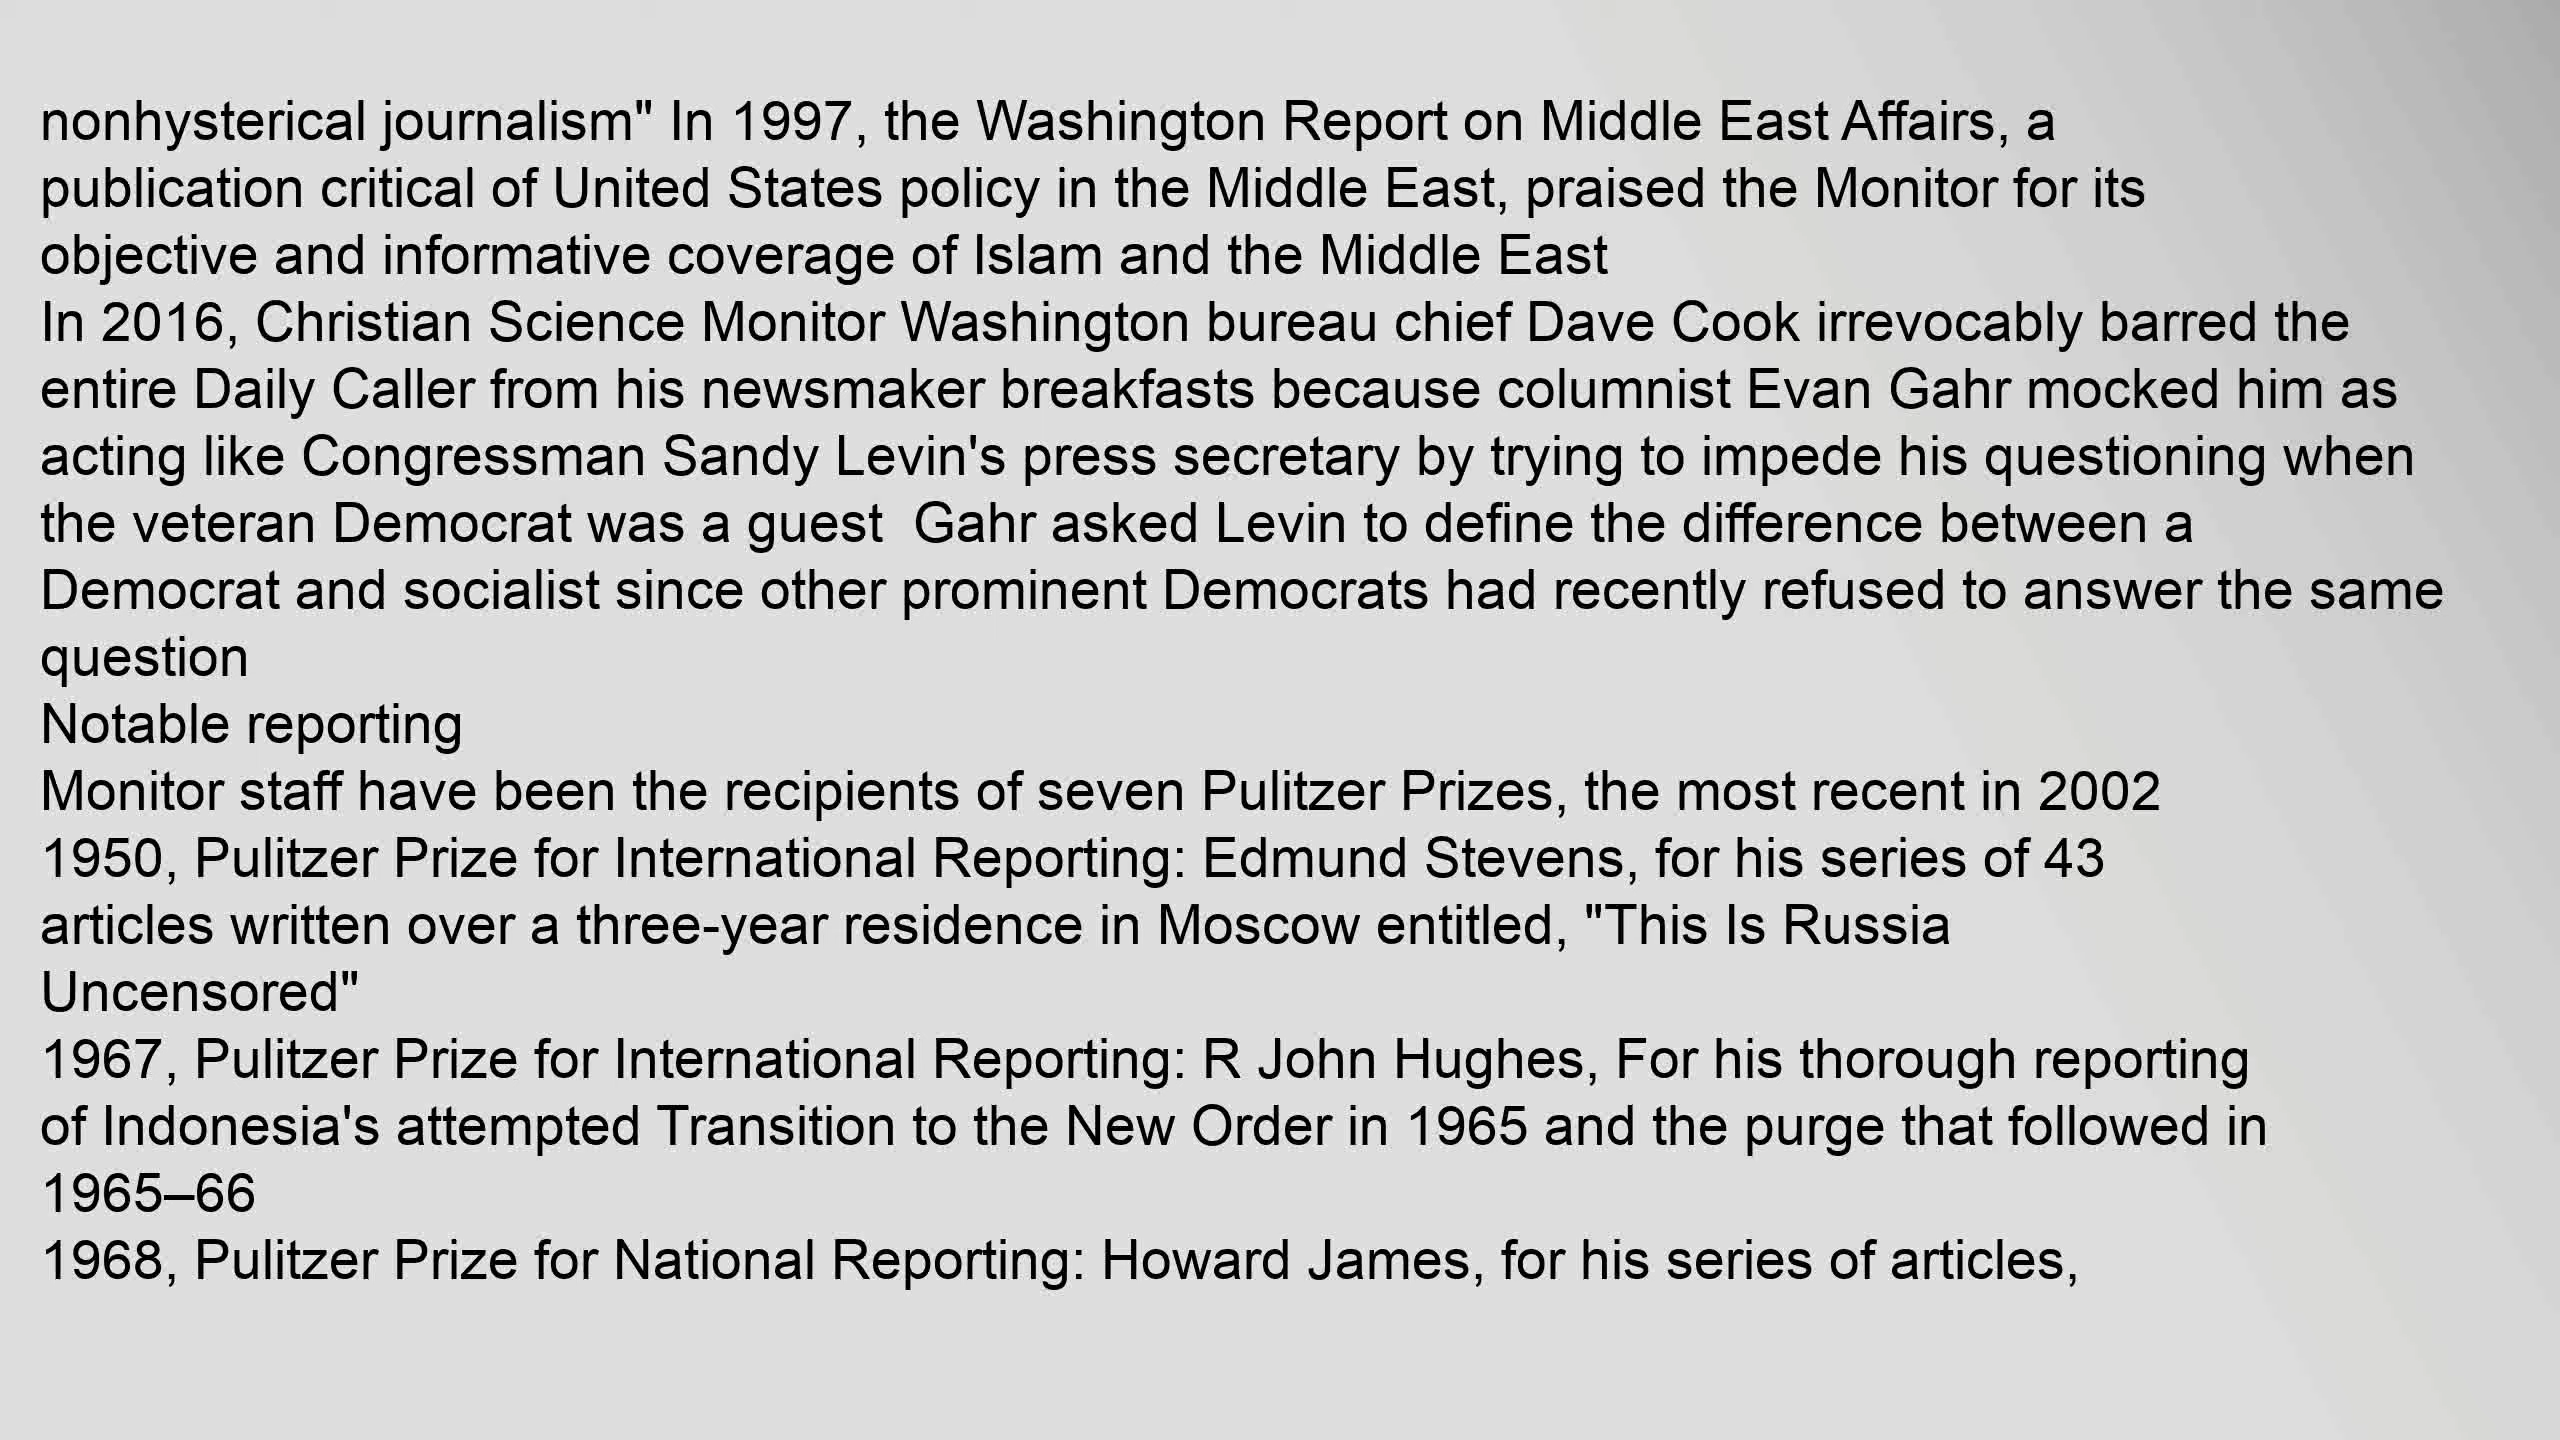 nonhysterical journalism" In 1997, the Washington Report on Middle East Affairs, a
publication critical of United States policy in the Middle East, praised the Monitor for its
objective and informative coverage of Islam and the Middle East
In 2016, Christian Science Monitor Washington bureau chief Dave Cook irrevocably barred the
entire Daily Caller from his newsmaker breakfasts because columnist Evan Gahr mocked him as
acting like Congressman Sandy Levin's press secretary by trying to impede his questioning when
the veteran Democrat was a guest  Gahr asked Levin to define the difference between a
Democrat and socialist since other prominent Democrats had recently refused to answer the same
question
Notable reporting
Monitor staff have been the recipients of seven Pulitzer Prizes, the most recent in 2002
1950, Pulitzer Prize for International Reporting: Edmund Stevens, for his series of 43
articles written over a three-year residence in Moscow entitled, "This Is Russia
Uncensored"
1967, Pulitzer Prize for International Reporting: R John Hughes, For his thorough reporting
of Indonesia's attempted Transition to the New Order in 1965 and the purge that followed in
1965–66
1968, Pulitzer Prize for National Reporting: Howard James, for his series of articles,